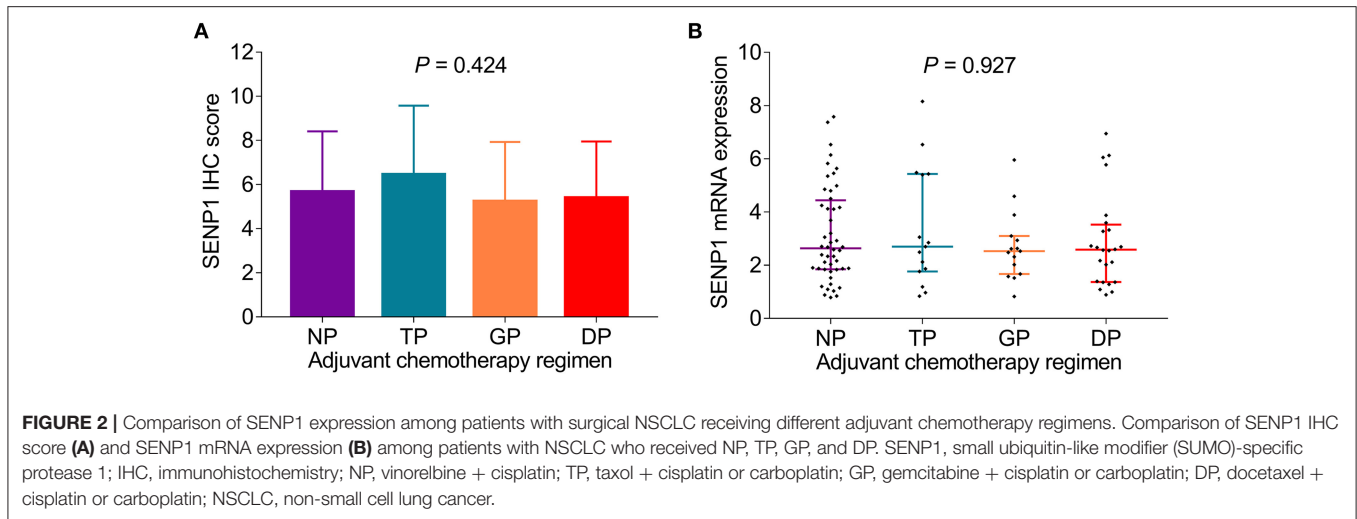 A
SENP1 IHC score
12
10
8
6
4
2
0
P = 0.424
NP TP GP DP
Adjuvant chemotherapy regimen
B
SENP1 mRNA expression
10
8
6
4
2
0
P = 0.927
NP TP GP DP
Adjuvant chemotherapy regimen
FIGURE 2 | Comparison of SENP1 expression among patients with surgical NSCLC receiving different adjuvant chemotherapy regimens. Comparison of SENP1 IHC
score (A) and SENP1 mRNA expression (B) among patients with NSCLC who received NP, TP, GP, and DP. SENP1, small ubiquitin-like modifier (SUMO)-specific
protease 1; IHC, immunohistochemistry; NP, vinorelbine + cisplatin; TP, taxol + cisplatin or carboplatin; GP, gemcitabine + cisplatin or carboplatin; DP, docetaxel +
cisplatin or carboplatin; NSCLC, non-small cell lung cancer.